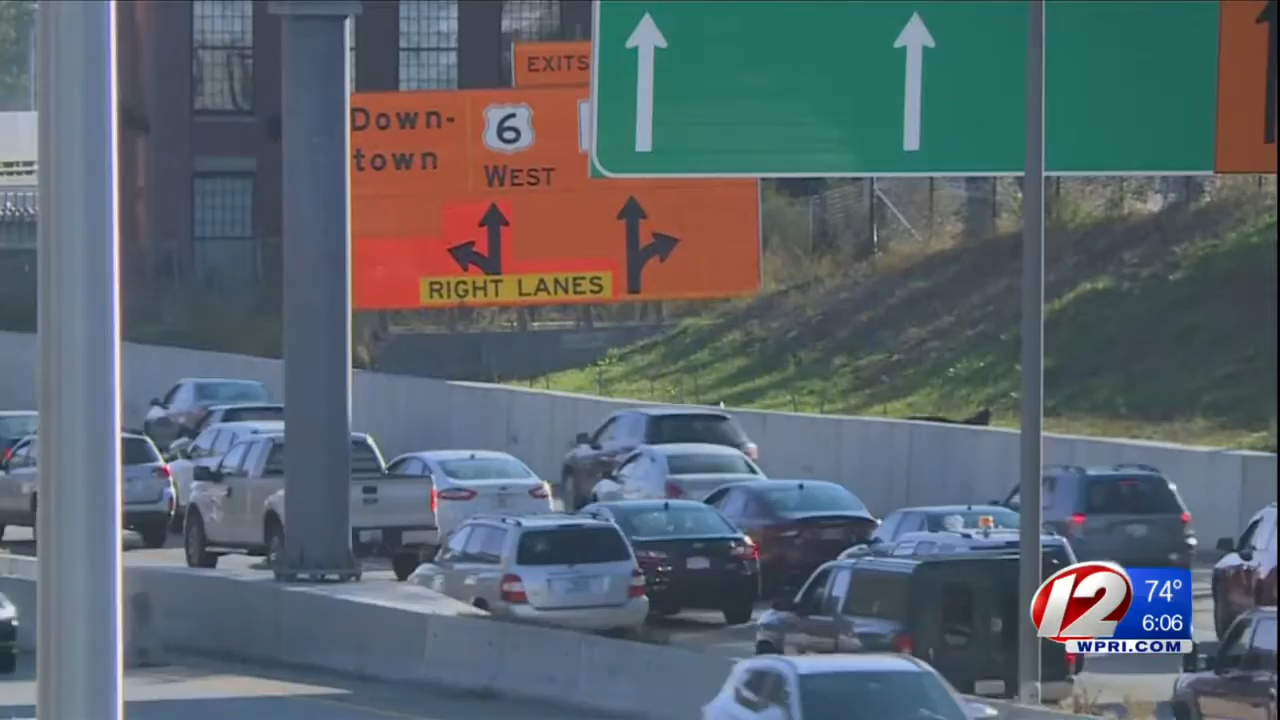 EXITS
Down-
town
6
WEST
RIGHT LANES
12
74°
6:06
WPRI.COM